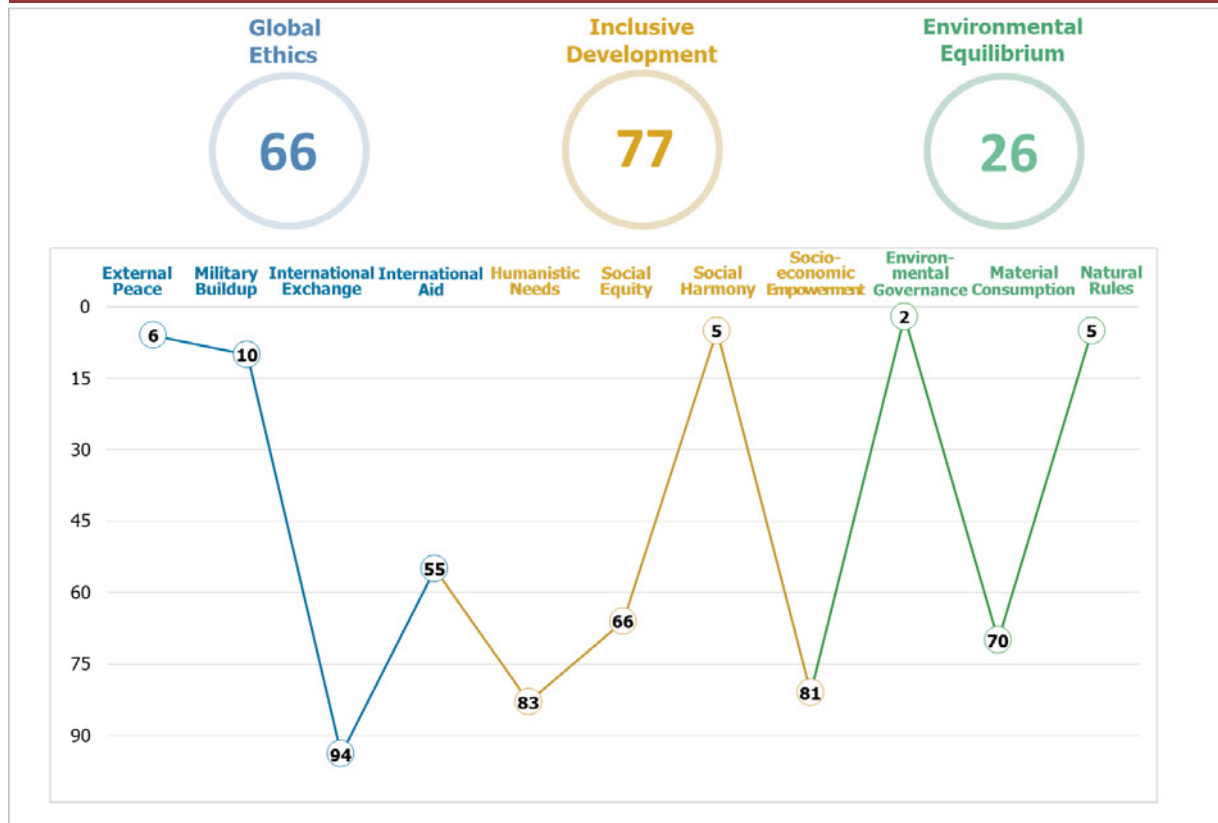 Global
Ethics
66
Inclusive
Development
77
Environmental
Equilibrium
26
External
Peace
Military
Buildup
International
Exchange
International
Aid
Humanistic
Needs
Social
Equity
Social
Harmony
Socio-
economic
Empowerment
Environ-
mental
Governance
Material
Consumption
Natural
Rules
0
15
30
45
60
75
90
6
10
94
55
83
66
5
81
2
70
5